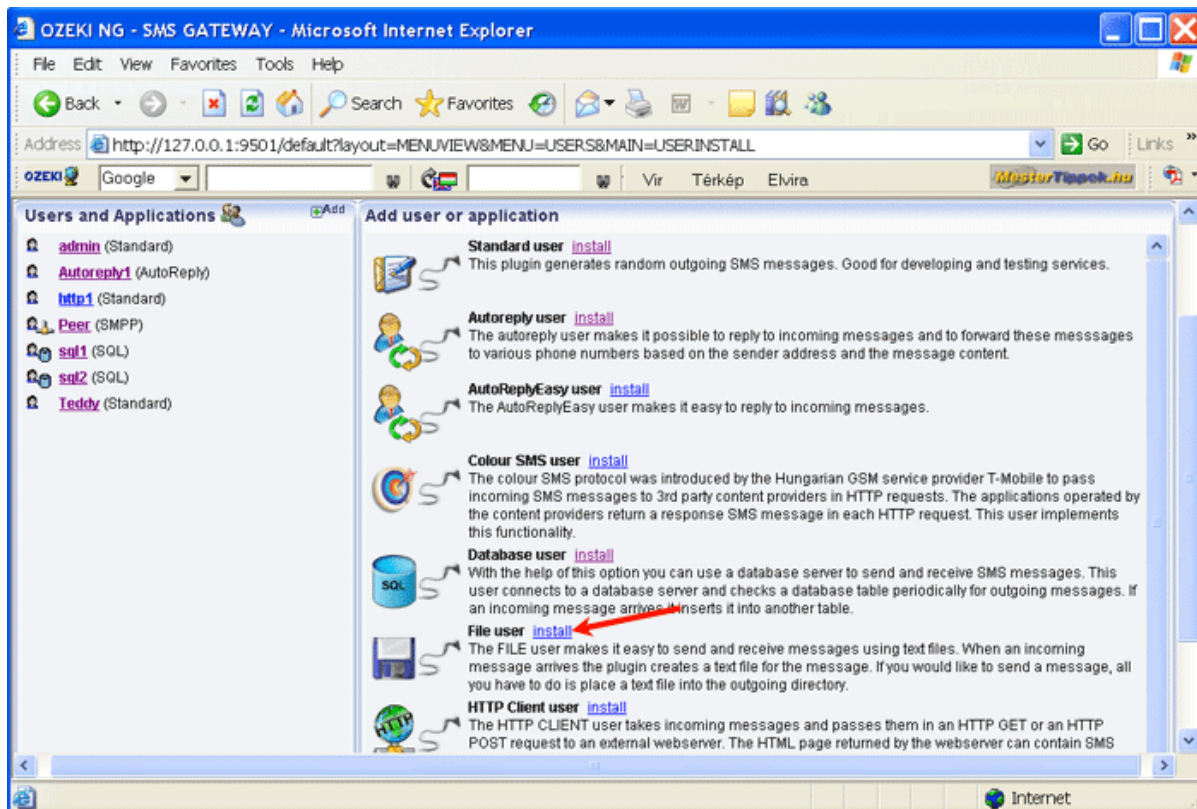 OZEKI NG - SMS GATEWAY - Microsoft Internet Explorer
File Edit View Favorites Tools Help
Back Search Favorites
Address http://127.0.0.1:9501/default?layout=MENUVIEW&MENU=USERS&MAIN=USERINSTALL Go Links »
OZEKI Google Vir Térkép Elvira MesterTippek.hu
Users and Applications Add
admin (Standard)
Autoreply1 (AutoReply)
http1 (Standard)
Peer (SMPP)
sql1 (SQL)
sql2 (SQL)
Teddy (Standard)
Add user or application
Standard user install
This plugin generates random outgoing SMS messages. Good for developing and testing services.
Autoreply user install
The autoreply user makes it possible to reply to incoming messages and to forward these messsages
to various phone numbers based on the sender address and the message content.
AutoReplyEasy user install
The AutoReplyEasy user makes it easy to reply to incoming messages.
Colour SMS user install
The colour SMS protocol was introduced by the Hungarian GSM service provider T-Mobile to pass
incoming SMS messages to 3rd party content providers in HTTP requests. The applications operated by
the content providers return a response SMS message in each HTTP request. This user implements
this functionality.
SQL
Database user install
With the help of this option you can use a database server to send and receive SMS messages. This
user connects to a database server and checks a database table periodically for outgoing messages. If
an incoming message arrives it inserts it into another table.
File user install
The FILE user makes it easy to send and receive messages using text files. When an incoming
message arrives the plugin creates a text file for the message. If you would like to send a message, all
you have to do is place a text file into the outgoing directory.
HTTP
HTTP Client user install
The HTTP CLIENT user takes incoming messages and passes them in an HTTP GET or an HTTP
POST request to an external webserver. The HTML page returned by the webserver can contain SMS
Internet